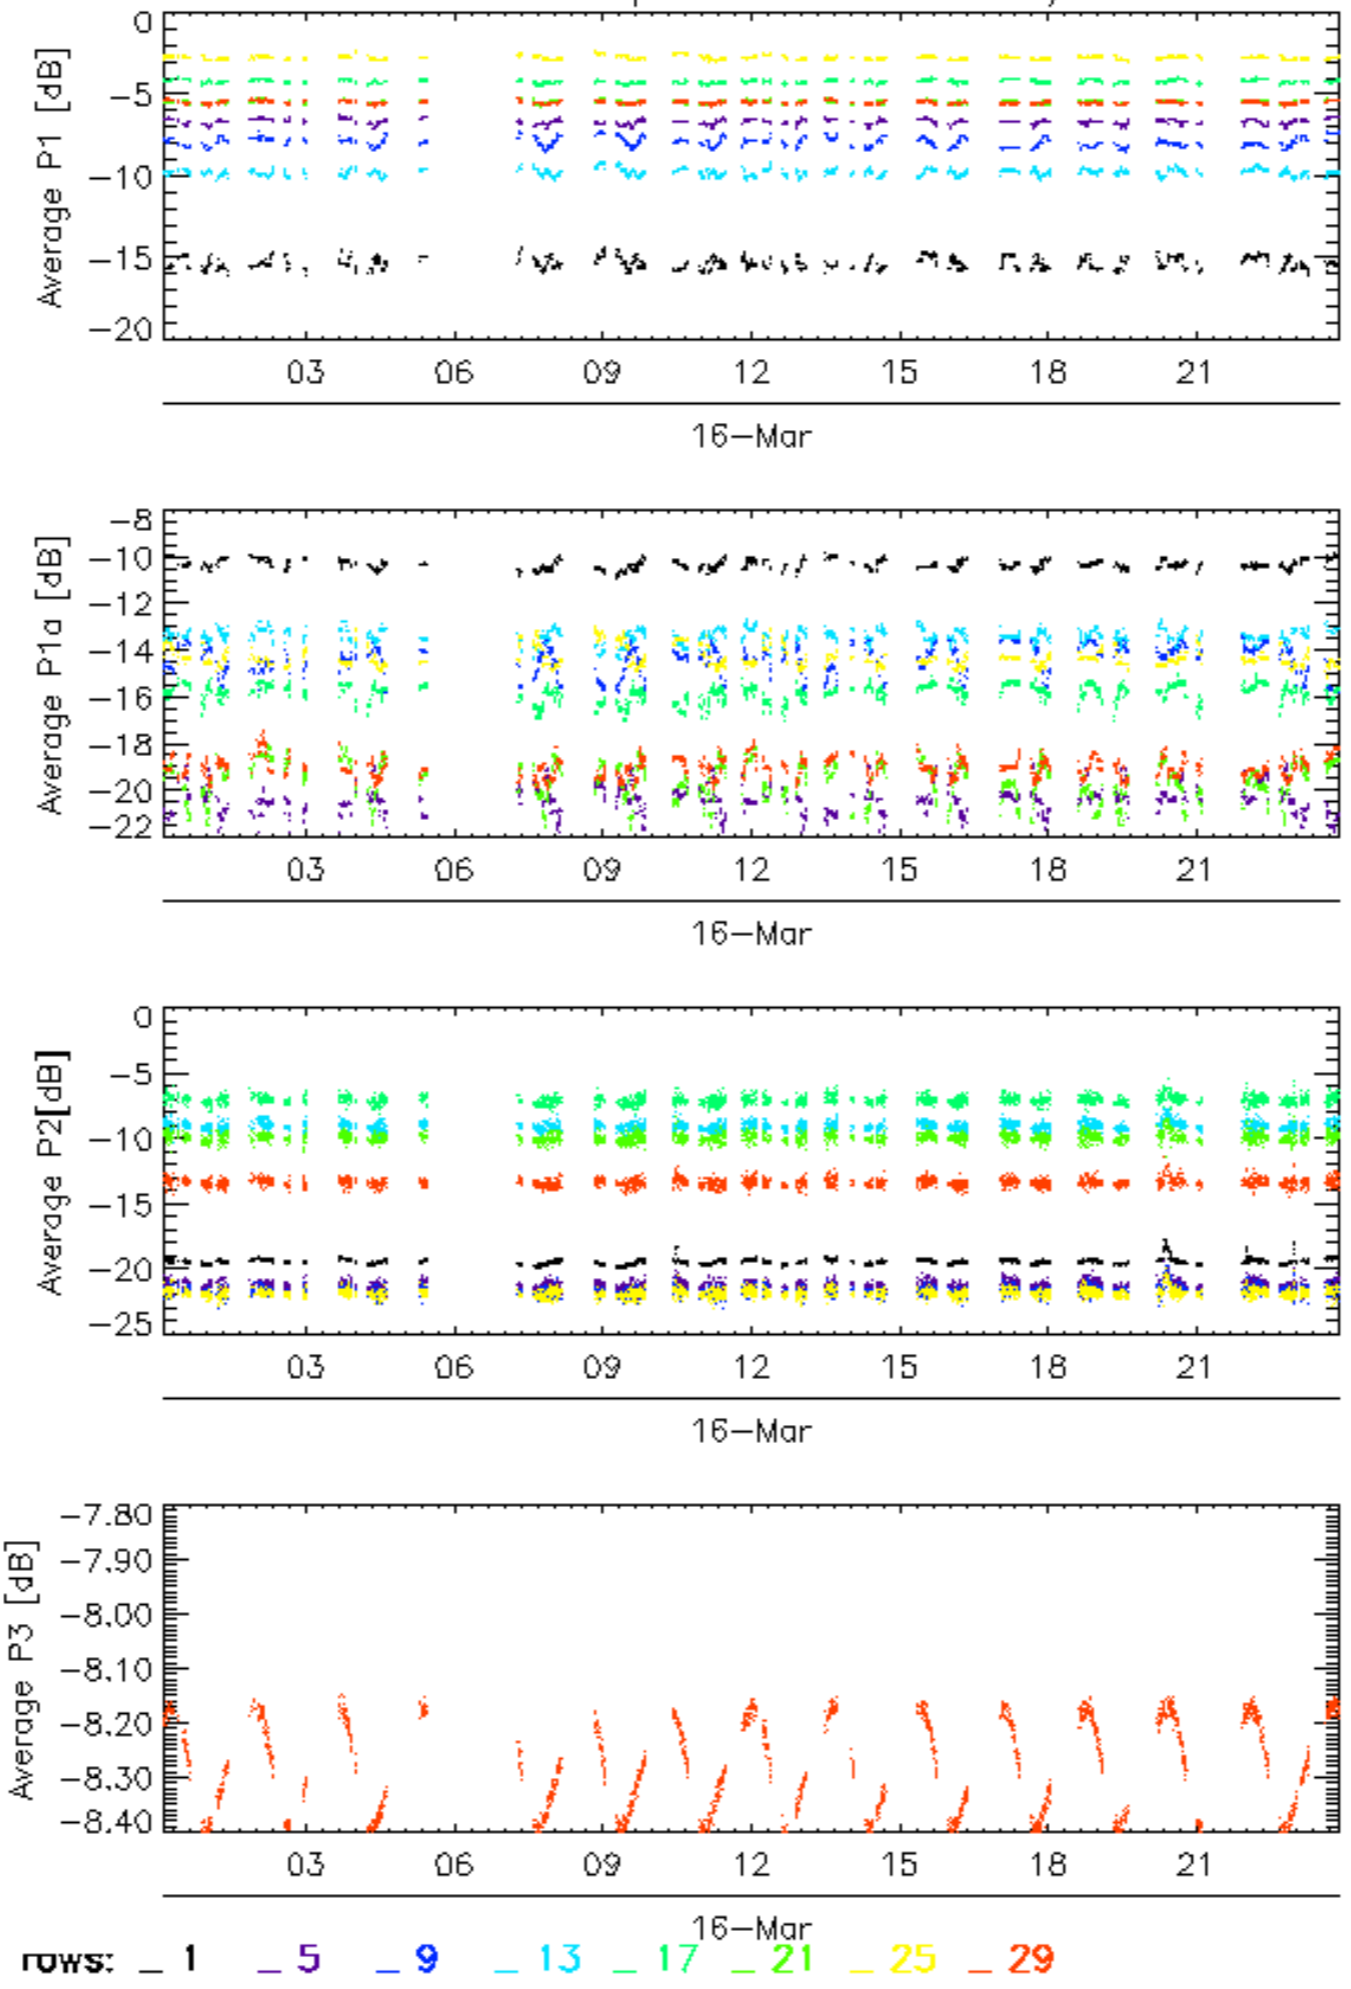 Average P1 [dB]
0
−5
−10
−15
−20
03 06 09 12 15 18 21
16−Mar
Average P1a [dB]
−8
−10
−12
−14
−16
−18
−20
−22
03 06 09 12 15 18 21
16−Mar
Average P2[dB]
0
−5
−10
−15
−20
−25
03 06 09 12 15 18 21
16−Mar
Average P3 [dB]
−7.80
−7.90
−8.00
−8.10
−8.20
−8.30
−8.40
03 06 09 12 15 18 21
16−Mar
rows: _ 1 _ 5 _ 9 _ 13 _ 17 _ 21 _ 25 _ 29